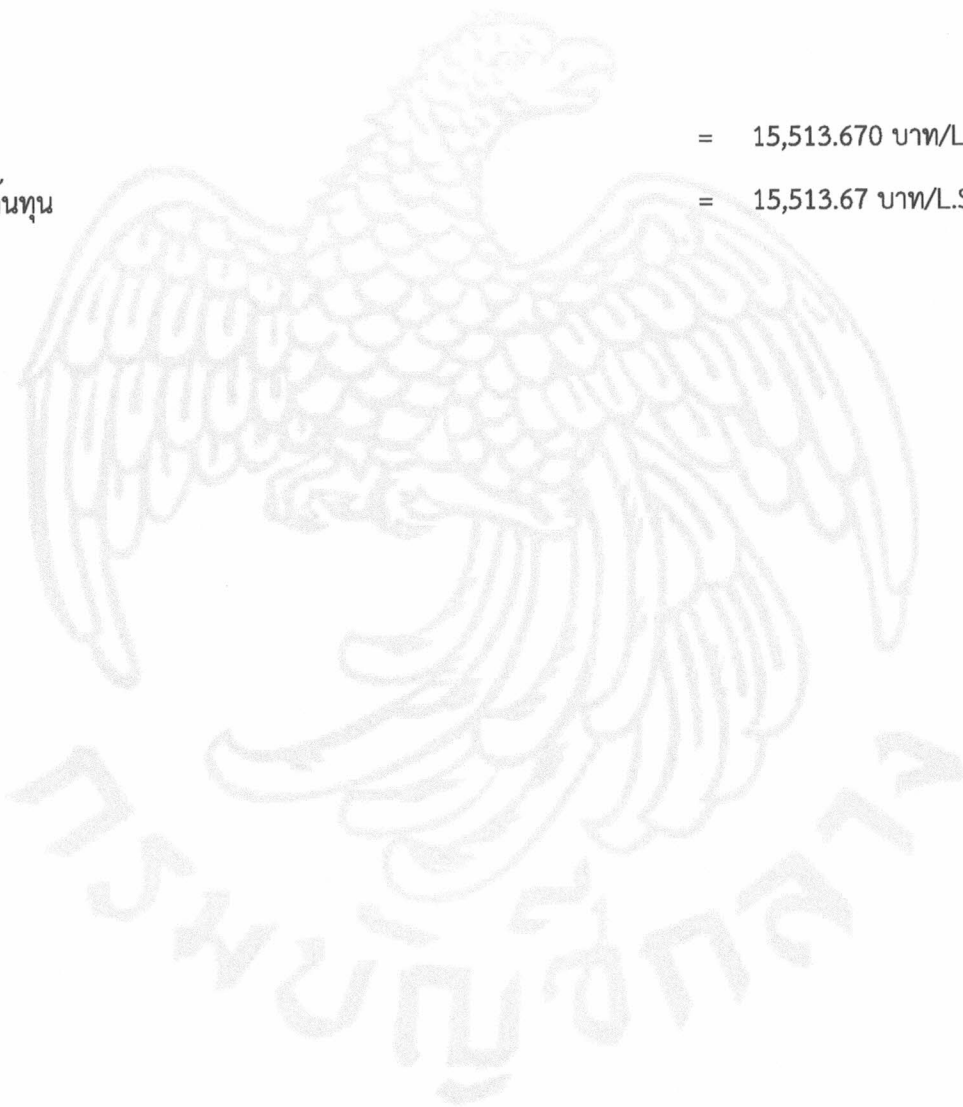 = 15,513.670 บาท/L
นทุน = 15,513.67 บาท/L.S
กรมบัญชีกลาง